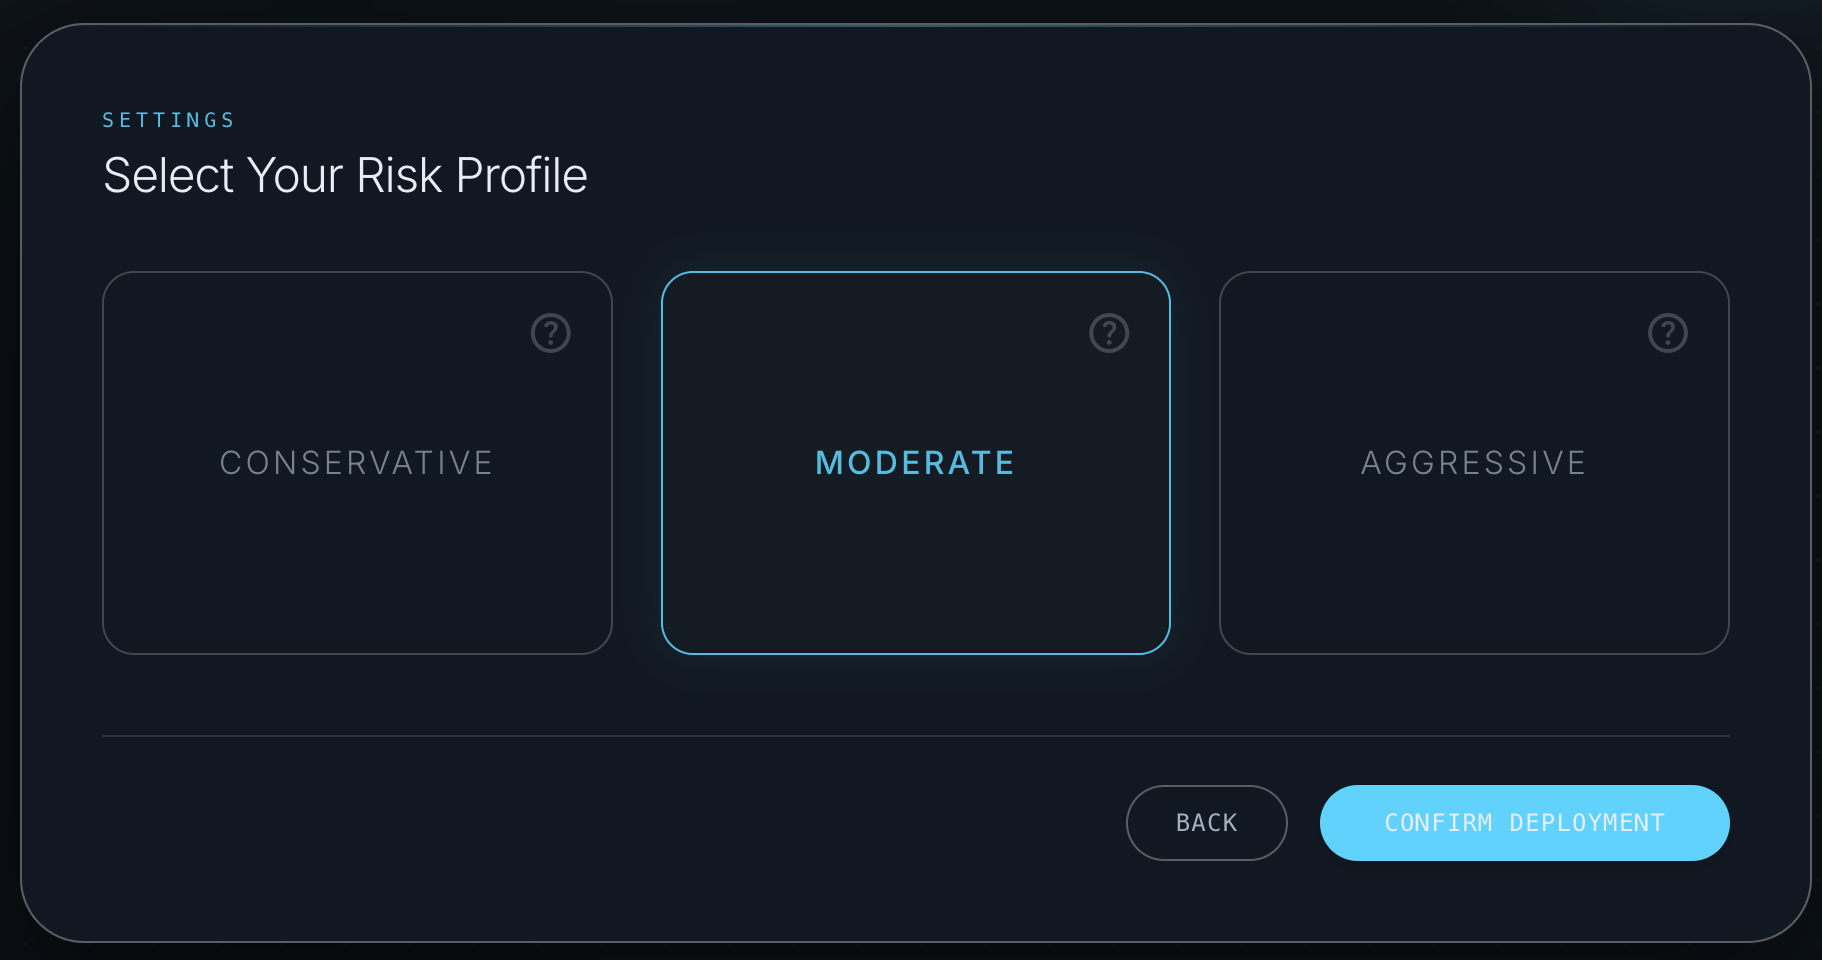 SETTINGS
Select Your Risk Profile
?
?
?
CONSERVATIVE
MODERATE
AGGRESSIVE
BACK
CONFIRM DEPLOYMENT